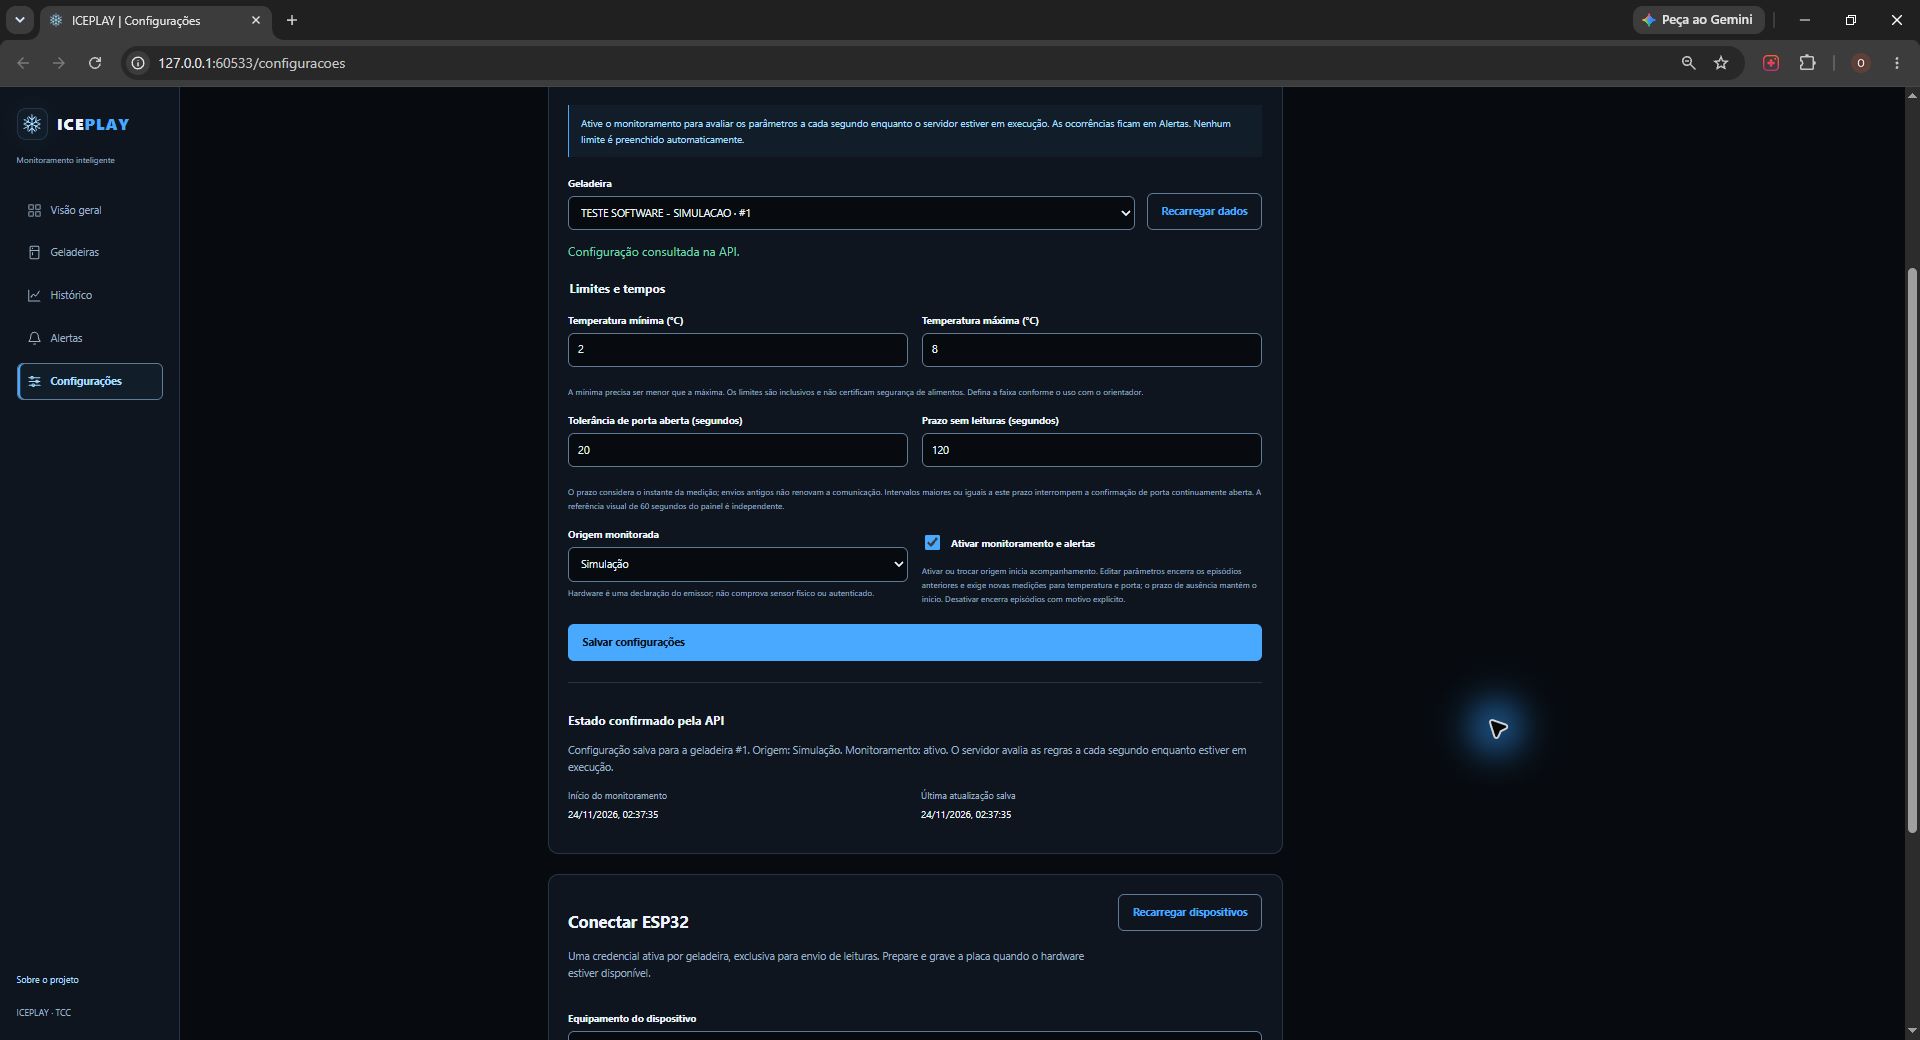 ICEPLAY | Configurações
Peça ao Gemini
127.0.0.1:60533/configuracoes
O
ICEPLAY
Monitoramento inteligente
Visão geral
Geladeiras
Histórico
Alertas
Configurações
Sobre o projeto
ICEPLAY · TCC
Ative o monitoramento para avaliar os parâmetros a cada segundo enquanto o servidor estiver em execução. As ocorrências ficam em Alertas. Nenhum
limite é preenchido automaticamente.
Geladeira
TESTE SOFTWARE - SIMULACAO · #1
Recarregar dados
Configuração consultada na API.
Limites e tempos
Temperatura mínima (°C)
Temperatura máxima (°C)
2
8
A mínima precisa ser menor que a máxima. Os limites são inclusivos e não certificam segurança de alimentos. Defina a faixa conforme o uso com o orientador.
Tolerância de porta aberta (segundos)
Prazo sem leituras (segundos)
20
120
O prazo considera o instante da medição; envios antigos não renovam a comunicação. Intervalos maiores ou iguais a este prazo interrompem a confirmação de porta continuamente aberta. A
referência visual de 60 segundos do painel é independente.
Origem monitorada
Simulação
Hardware é uma declaração do emissor; não comprova sensor físico ou autenticado.
Ativar monitoramento e alertas
Ativar ou trocar origem inicia acompanhamento. Editar parâmetros encerra os episódios
anteriores e exige novas medições para temperatura e porta; o prazo de ausência mantém o
início. Desativar encerra episódios com motivo explícito.
Salvar configurações
Estado confirmado pela API
Configuração salva para a geladeira #1. Origem: Simulação. Monitoramento: ativo. O servidor avalia as regras a cada segundo enquanto estiver em
execução.
Início do monitoramento
Última atualização salva
24/11/2026, 02:37:35
24/11/2026, 02:37:35
Conectar ESP32
Recarregar dispositivos
Uma credencial ativa por geladeira, exclusiva para envio de leituras. Prepare e grave a placa quando o hardware
estiver disponível.
Equipamento do dispositivo